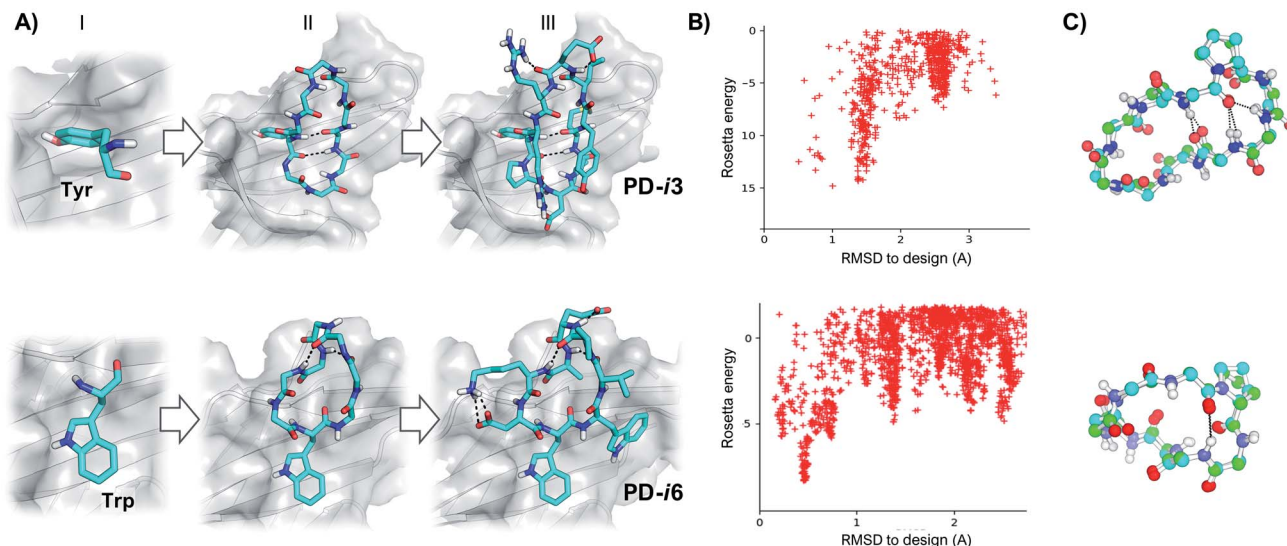 A) I II III B) C)
Tyr
PD-i3
0
−5
10
15
Rosetta energy
0 1 2 3
RMSD to design (A)
Trp
PD-i6
0
5
Rosetta energy
0 1 2
RMSD to design (A)